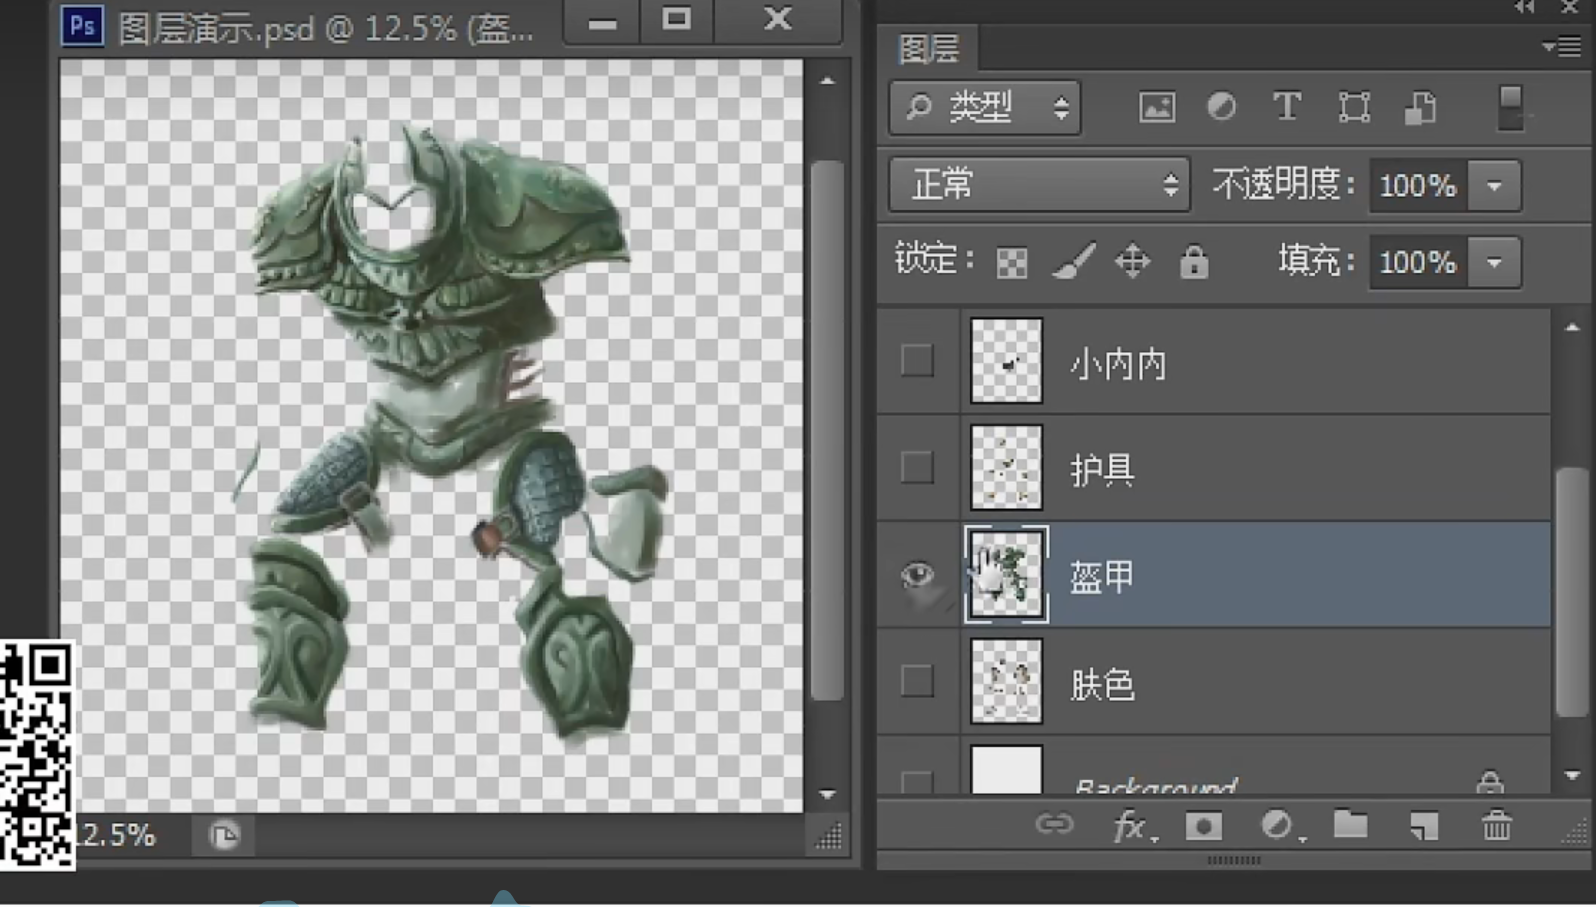 Ps 图层演示.psd @ 12.5% (盔...
图层
类型
正常 不透明度: 100%
锁定: 填充: 100%
小内内
护具
盔甲
肤色
Background
12.5%
fx